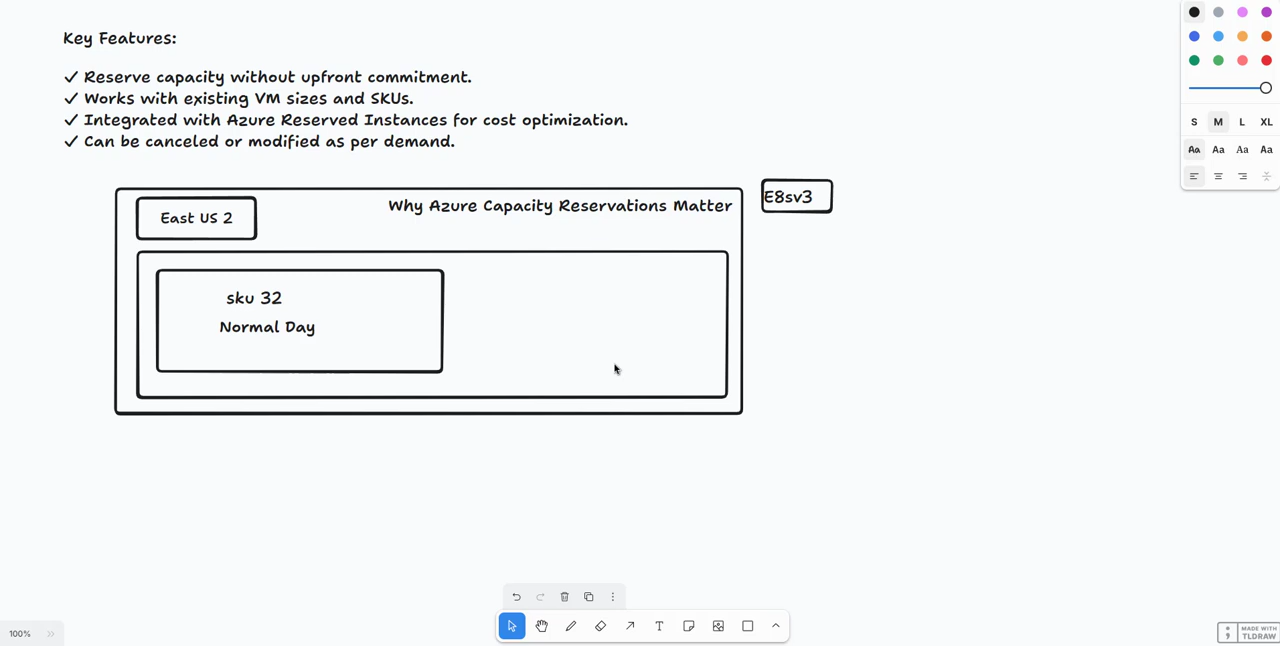 Key Features:
✓ Reserve capacity without upfront commitment.
✓ Works with existing VM sizes and SKUs.
✓ Integrated with Azure Reserved Instances for cost optimization.
✓ Can be canceled or modified as per demand.
East US 2
Why Azure Capacity Reservations Matter
E8sv3
sku 32
Normal Day
S M L XL
Aa Aa Aa Aa
T
100%
MADE WITH
TLDRAW